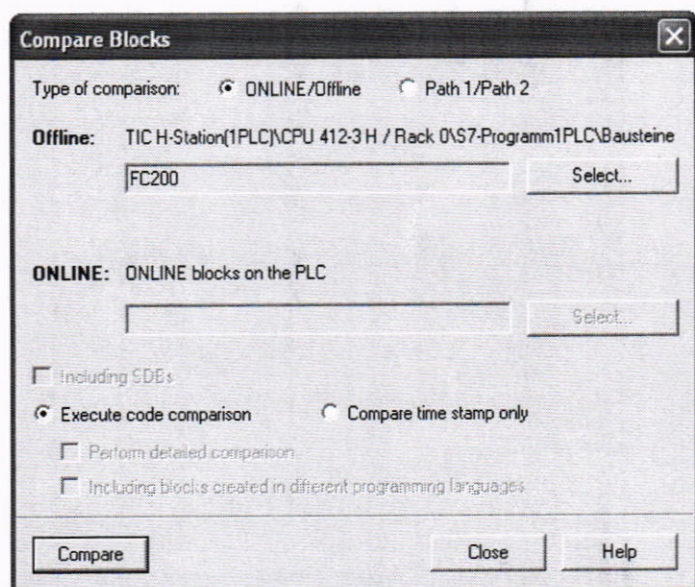 Compare Blocks
Type of comparison: ONLINE/Offline Path 1/Path 2
Offline: TIC H-Station(1PLC)\CPU 412-3 H / Rack 0\S7-Programm1PLC\Bausteine
FC200 Select...
ONLINE: ONLINE blocks on the PLC
Select...
Including SDBs
Execute code comparison Compare time stamp only
Perform detailed comparison
Including blocks created in different programming languages
Compare Close Help